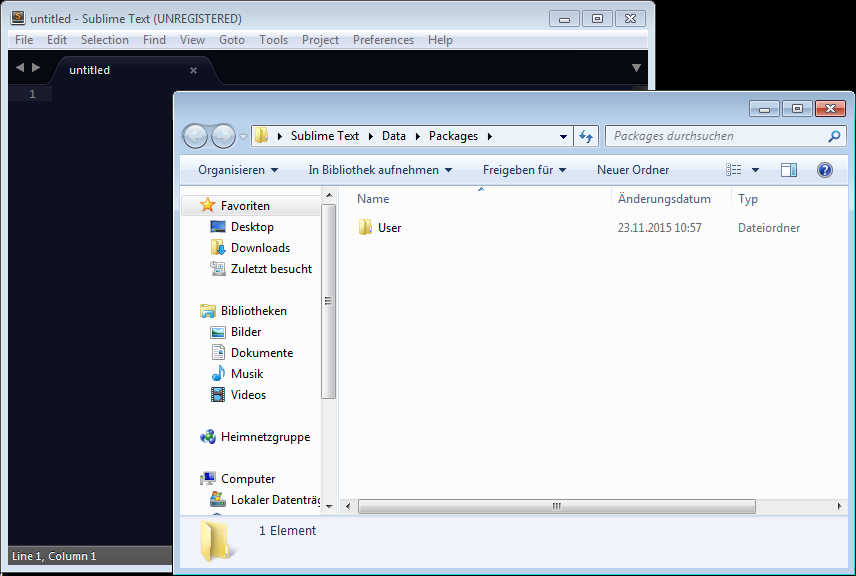 untitled - Sublime Text (UNREGISTERED)
File Edit Selection Find View Goto Tools Project Preferences Help
untitled
1
Sublime Text Data Packages
Packages durchsuchen
Organisieren In Bibliothek aufnehmen Freigeben für Neuer Ordner
Favoriten
Desktop
Downloads
Zuletzt besucht
Bibliotheken
Bilder
Dokumente
Musik
Videos
Heimnetzgruppe
Computer
Lokaler Datenträg
Name Änderungsdatum Typ
User 23.11.2015 10:57 Dateiordner
1 Element
Line 1, Column 1